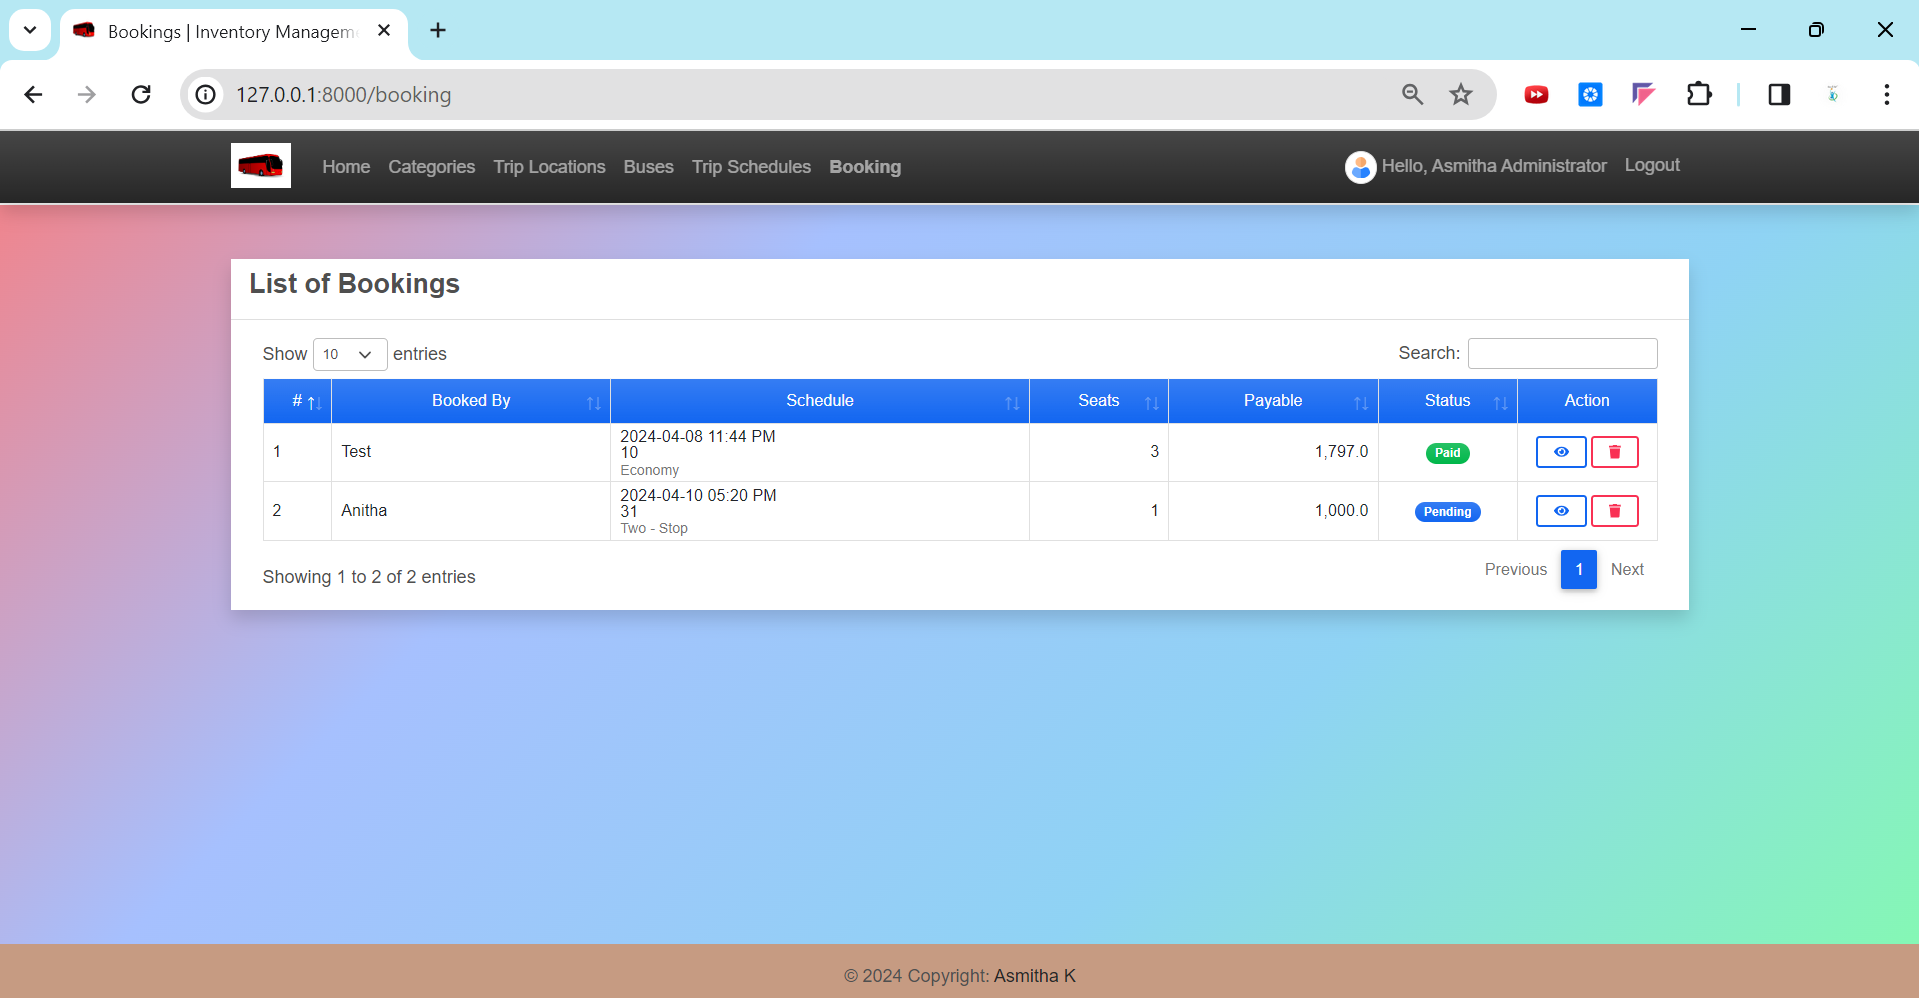 Bookings | Inventory Managem
127.0.0.1:8000/booking
Home Categories Trip Locations Buses Trip Schedules Booking Hello, Asmitha Administrator Logout
List of Bookings
Show 10 entries Search:
# Booked By Schedule Seats Payable Status Action
1 Test 2024-04-08 11:44 PM 3 1,797.0 Paid
10
Economy
2 Anitha 2024-04-10 05:20 PM 1 1,000.0 Pending
31
Two - Stop
Showing 1 to 2 of 2 entries Previous 1 Next
© 2024 Copyright: Asmitha K